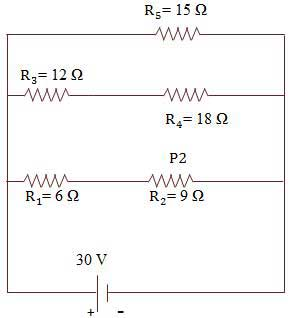 R₅= 15 Ω
R₃= 12 Ω
R₄= 18 Ω
P2
R₁= 6 Ω
R₂= 9 Ω
30 V
+ -